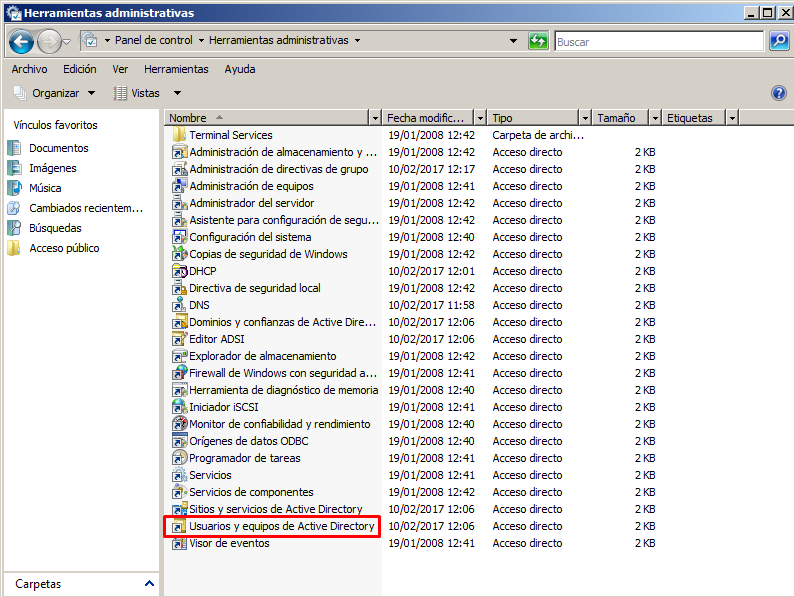 Herramientas administrativas
Panel de control Herramientas administrativas
Buscar
Archivo Edición Ver Herramientas Ayuda
Organizar Vistas
Vínculos favoritos
Documentos
Imágenes
Música
Cambiados recientem...
Búsquedas
Acceso público
Carpetas
Nombre Fecha modific... Tipo Tamaño Etiquetas
Terminal Services 19/01/2008 12:42 Carpeta de archi...
Administración de almacenamiento y ... 19/01/2008 12:42 Acceso directo 2 KB
Administración de directivas de grupo 10/02/2017 12:17 Acceso directo 2 KB
Administración de equipos 19/01/2008 12:41 Acceso directo 2 KB
Administrador del servidor 19/01/2008 12:42 Acceso directo 2 KB
Asistente para configuración de segu... 19/01/2008 12:42 Acceso directo 2 KB
Configuración del sistema 19/01/2008 12:40 Acceso directo 2 KB
Copias de seguridad de Windows 19/01/2008 12:42 Acceso directo 2 KB
DHCP 10/02/2017 12:01 Acceso directo 2 KB
Directiva de seguridad local 19/01/2008 12:42 Acceso directo 2 KB
DNS 10/02/2017 11:58 Acceso directo 2 KB
Dominios y confianzas de Active Dire... 10/02/2017 12:06 Acceso directo 2 KB
Editor ADSI 10/02/2017 12:06 Acceso directo 2 KB
Explorador de almacenamiento 19/01/2008 12:42 Acceso directo 2 KB
Firewall de Windows con seguridad a... 19/01/2008 12:41 Acceso directo 2 KB
Herramienta de diagnóstico de memoria 19/01/2008 12:40 Acceso directo 2 KB
Iniciador iSCSI 19/01/2008 12:41 Acceso directo 2 KB
Monitor de confiabilidad y rendimiento 19/01/2008 12:40 Acceso directo 2 KB
Orígenes de datos ODBC 19/01/2008 12:40 Acceso directo 2 KB
Programador de tareas 19/01/2008 12:41 Acceso directo 2 KB
Servicios 19/01/2008 12:41 Acceso directo 2 KB
Servicios de componentes 19/01/2008 12:42 Acceso directo 2 KB
Sitios y servicios de Active Directory 10/02/2017 12:06 Acceso directo 2 KB
Usuarios y equipos de Active Directory 10/02/2017 12:06 Acceso directo 2 KB
Visor de eventos 19/01/2008 12:41 Acceso directo 2 KB